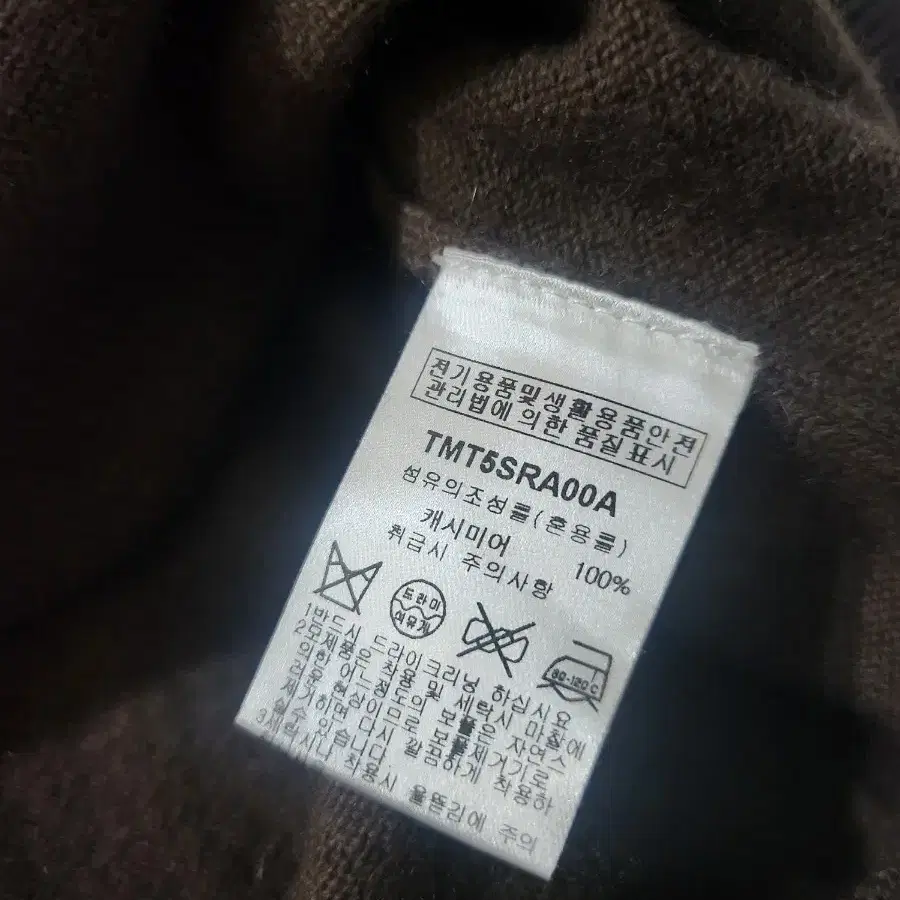 전기용품및생활용품안전
관리법에 의한 품질표시
TMT5SRA00A
섬유의조성률(혼용률)
캐시미어 100%
취급시 주의사항
드라이
석유계
80-120C
1반드시 드라이크리닝 하십시요
2모제품은 착용 및 세탁시 마찰에
의한 어느정도의 보풀은 자연스
러운 현상이므로 보풀제거기로
제거하면 다시 깔끔하게 착용하
실수 있습니다
3세탁시나 착용시 올뜯김에 주의